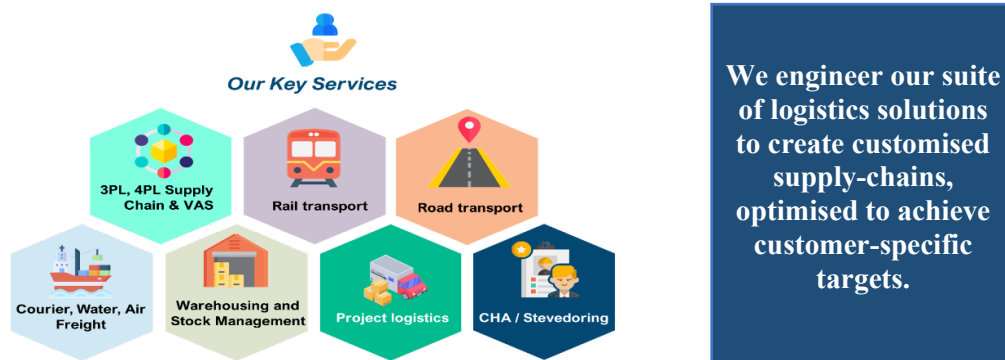 Our Key Services
3PL, 4PL Supply
Chain & VAS
Rail transport
Road transport
Courier, Water, Air
Freight
Warehousing and
Stock Management
Project logistics
CHA / Stevedoring
We engineer our suite
of logistics solutions
to create customised
supply-chains,
optimised to achieve
customer-specific
targets.